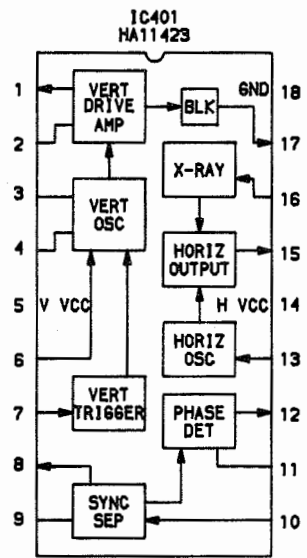 IC401
HA11423
1
VERT
DRIVE
AMP
BLK
GND
18
2
17
3
VERT
OSC
X-RAY
16
4
HORIZ
OUTPUT
15
5
V VCC
H VCC
14
6
HORIZ
OSC
13
7
VERT
TRIGGER
PHASE
DET
12
8
11
9
SYNC
SEP
10